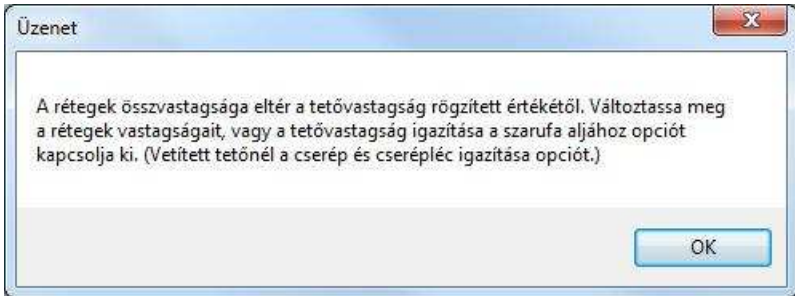 Üzenet
A rétegek összvastagsága eltér a tetővastagság rögzített értékétől. Változtassa meg
a rétegek vastagságait, vagy a tetővastagság igazítása a szarufa aljához opciót
kapcsolja ki. (Vetített tetőnél a cserép és cserépléc igazítása opciót.)
OK